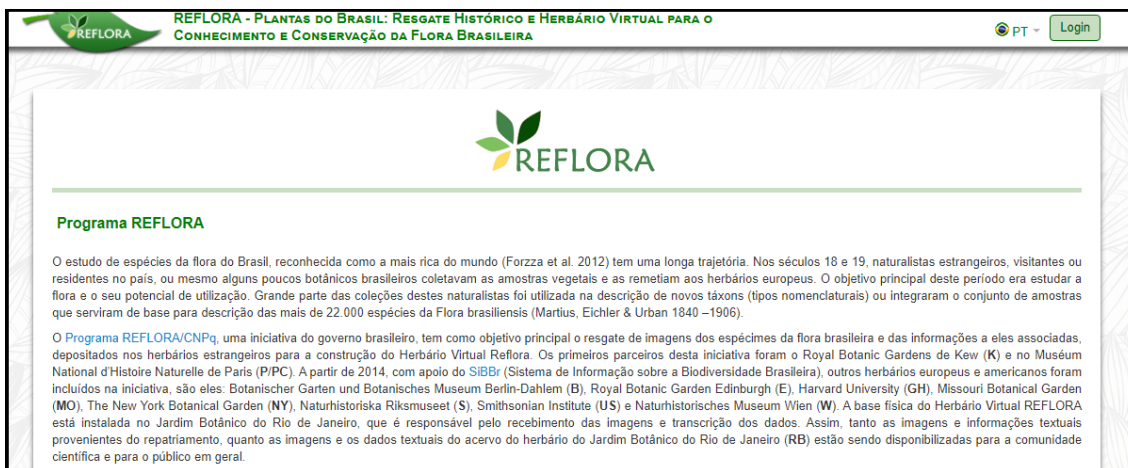 REFLORA - PLANTAS DO BRASIL: RESGATE HISTÓRICO E HERBÁRIO VIRTUAL PARA O
CONHECIMENTO E CONSERVAÇÃO DA FLORA BRASILEIRA
REFLORA
PT
Login
REFLORA
Programa REFLORA
O estudo de espécies da flora do Brasil, reconhecida como a mais rica do mundo (Forzza et al. 2012) tem uma longa trajetória. Nos séculos 18 e 19, naturalistas estrangeiros, visitantes ou
residentes no país, ou mesmo alguns poucos botânicos brasileiros coletavam as amostras vegetais e as remetiam aos herbários europeus. O objetivo principal deste período era estudar a
flora e o seu potencial de utilização. Grande parte das coleções destes naturalistas foi utilizada na descrição de novos táxons (tipos nomenclaturais) ou integraram o conjunto de amostras
que serviram de base para descrição das mais de 22.000 espécies da Flora brasiliensis (Martius, Eichler & Urban 1840 –1906).
O Programa REFLORA/CNPq, uma iniciativa do governo brasileiro, tem como objetivo principal o resgate de imagens dos espécimes da flora brasileira e das informações a eles associadas,
depositados nos herbários estrangeiros para a construção do Herbário Virtual Reflora. Os primeiros parceiros desta iniciativa foram o Royal Botanic Gardens de Kew (K) e no Muséum
National d'Histoire Naturelle de Paris (P/PC). A partir de 2014, com apoio do SiBBr (Sistema de Informação sobre a Biodiversidade Brasileira), outros herbários europeus e americanos foram
incluídos na iniciativa, são eles: Botanischer Garten und Botanisches Museum Berlin-Dahlem (B), Royal Botanic Garden Edinburgh (E), Harvard University (GH), Missouri Botanical Garden
(MO), The New York Botanical Garden (NY), Naturhistoriska Riksmuseet (S), Smithsonian Institute (US) e Naturhistorisches Museum Wien (W). A base física do Herbário Virtual REFLORA
está instalada no Jardim Botânico do Rio de Janeiro, que é responsável pelo recebimento das imagens e transcrição dos dados. Assim, tanto as imagens e informações textuais
provenientes do repatriamento, quanto as imagens e os dados textuais do acervo do herbário do Jardim Botânico do Rio de Janeiro (RB) estão sendo disponibilizadas para a comunidade
científica e para o público em geral.